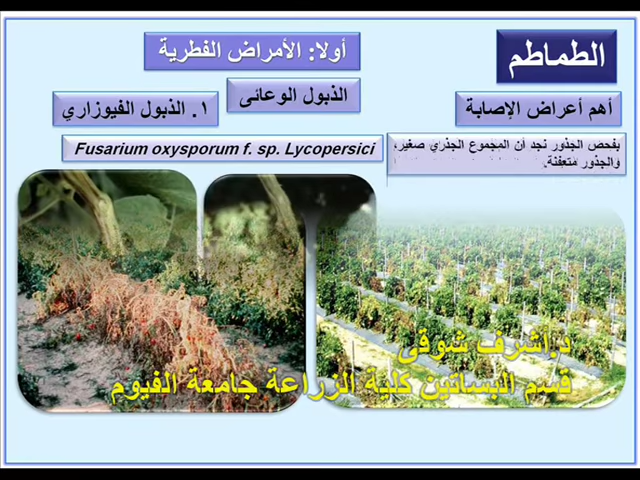 الطماطم
أولا: الأمراض الفطرية
الذبول الوعائى
أهم أعراض الإصابة
١. الذبول الفيوزاري
Fusarium oxysporum f. sp. Lycopersici
بفحص الجذور نجد أن المجموع الجذري صغير،
والجذور متعفنة.
د.اشرف شوقى
قسم البساتين كلية الزراعة جامعة الفيوم